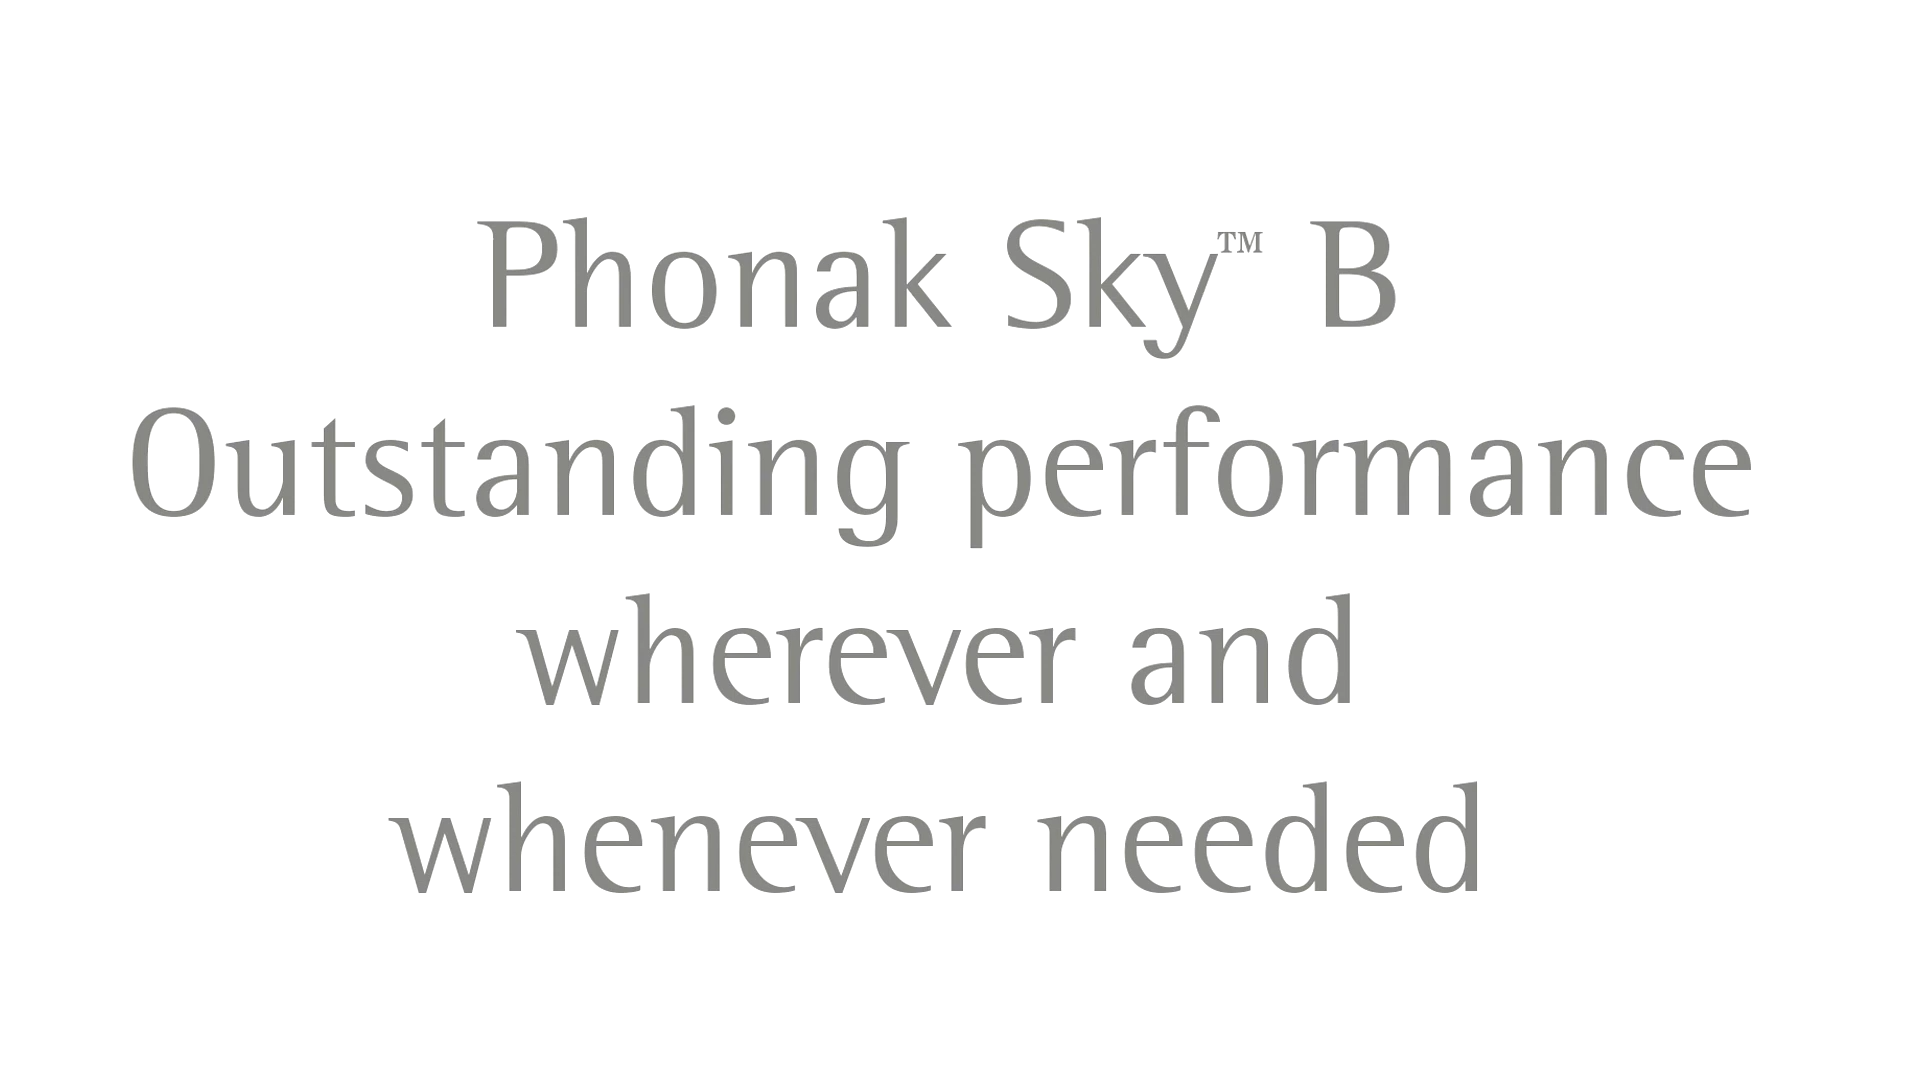 Phonak Sky™ B
Outstanding performance
wherever and
whenever needed